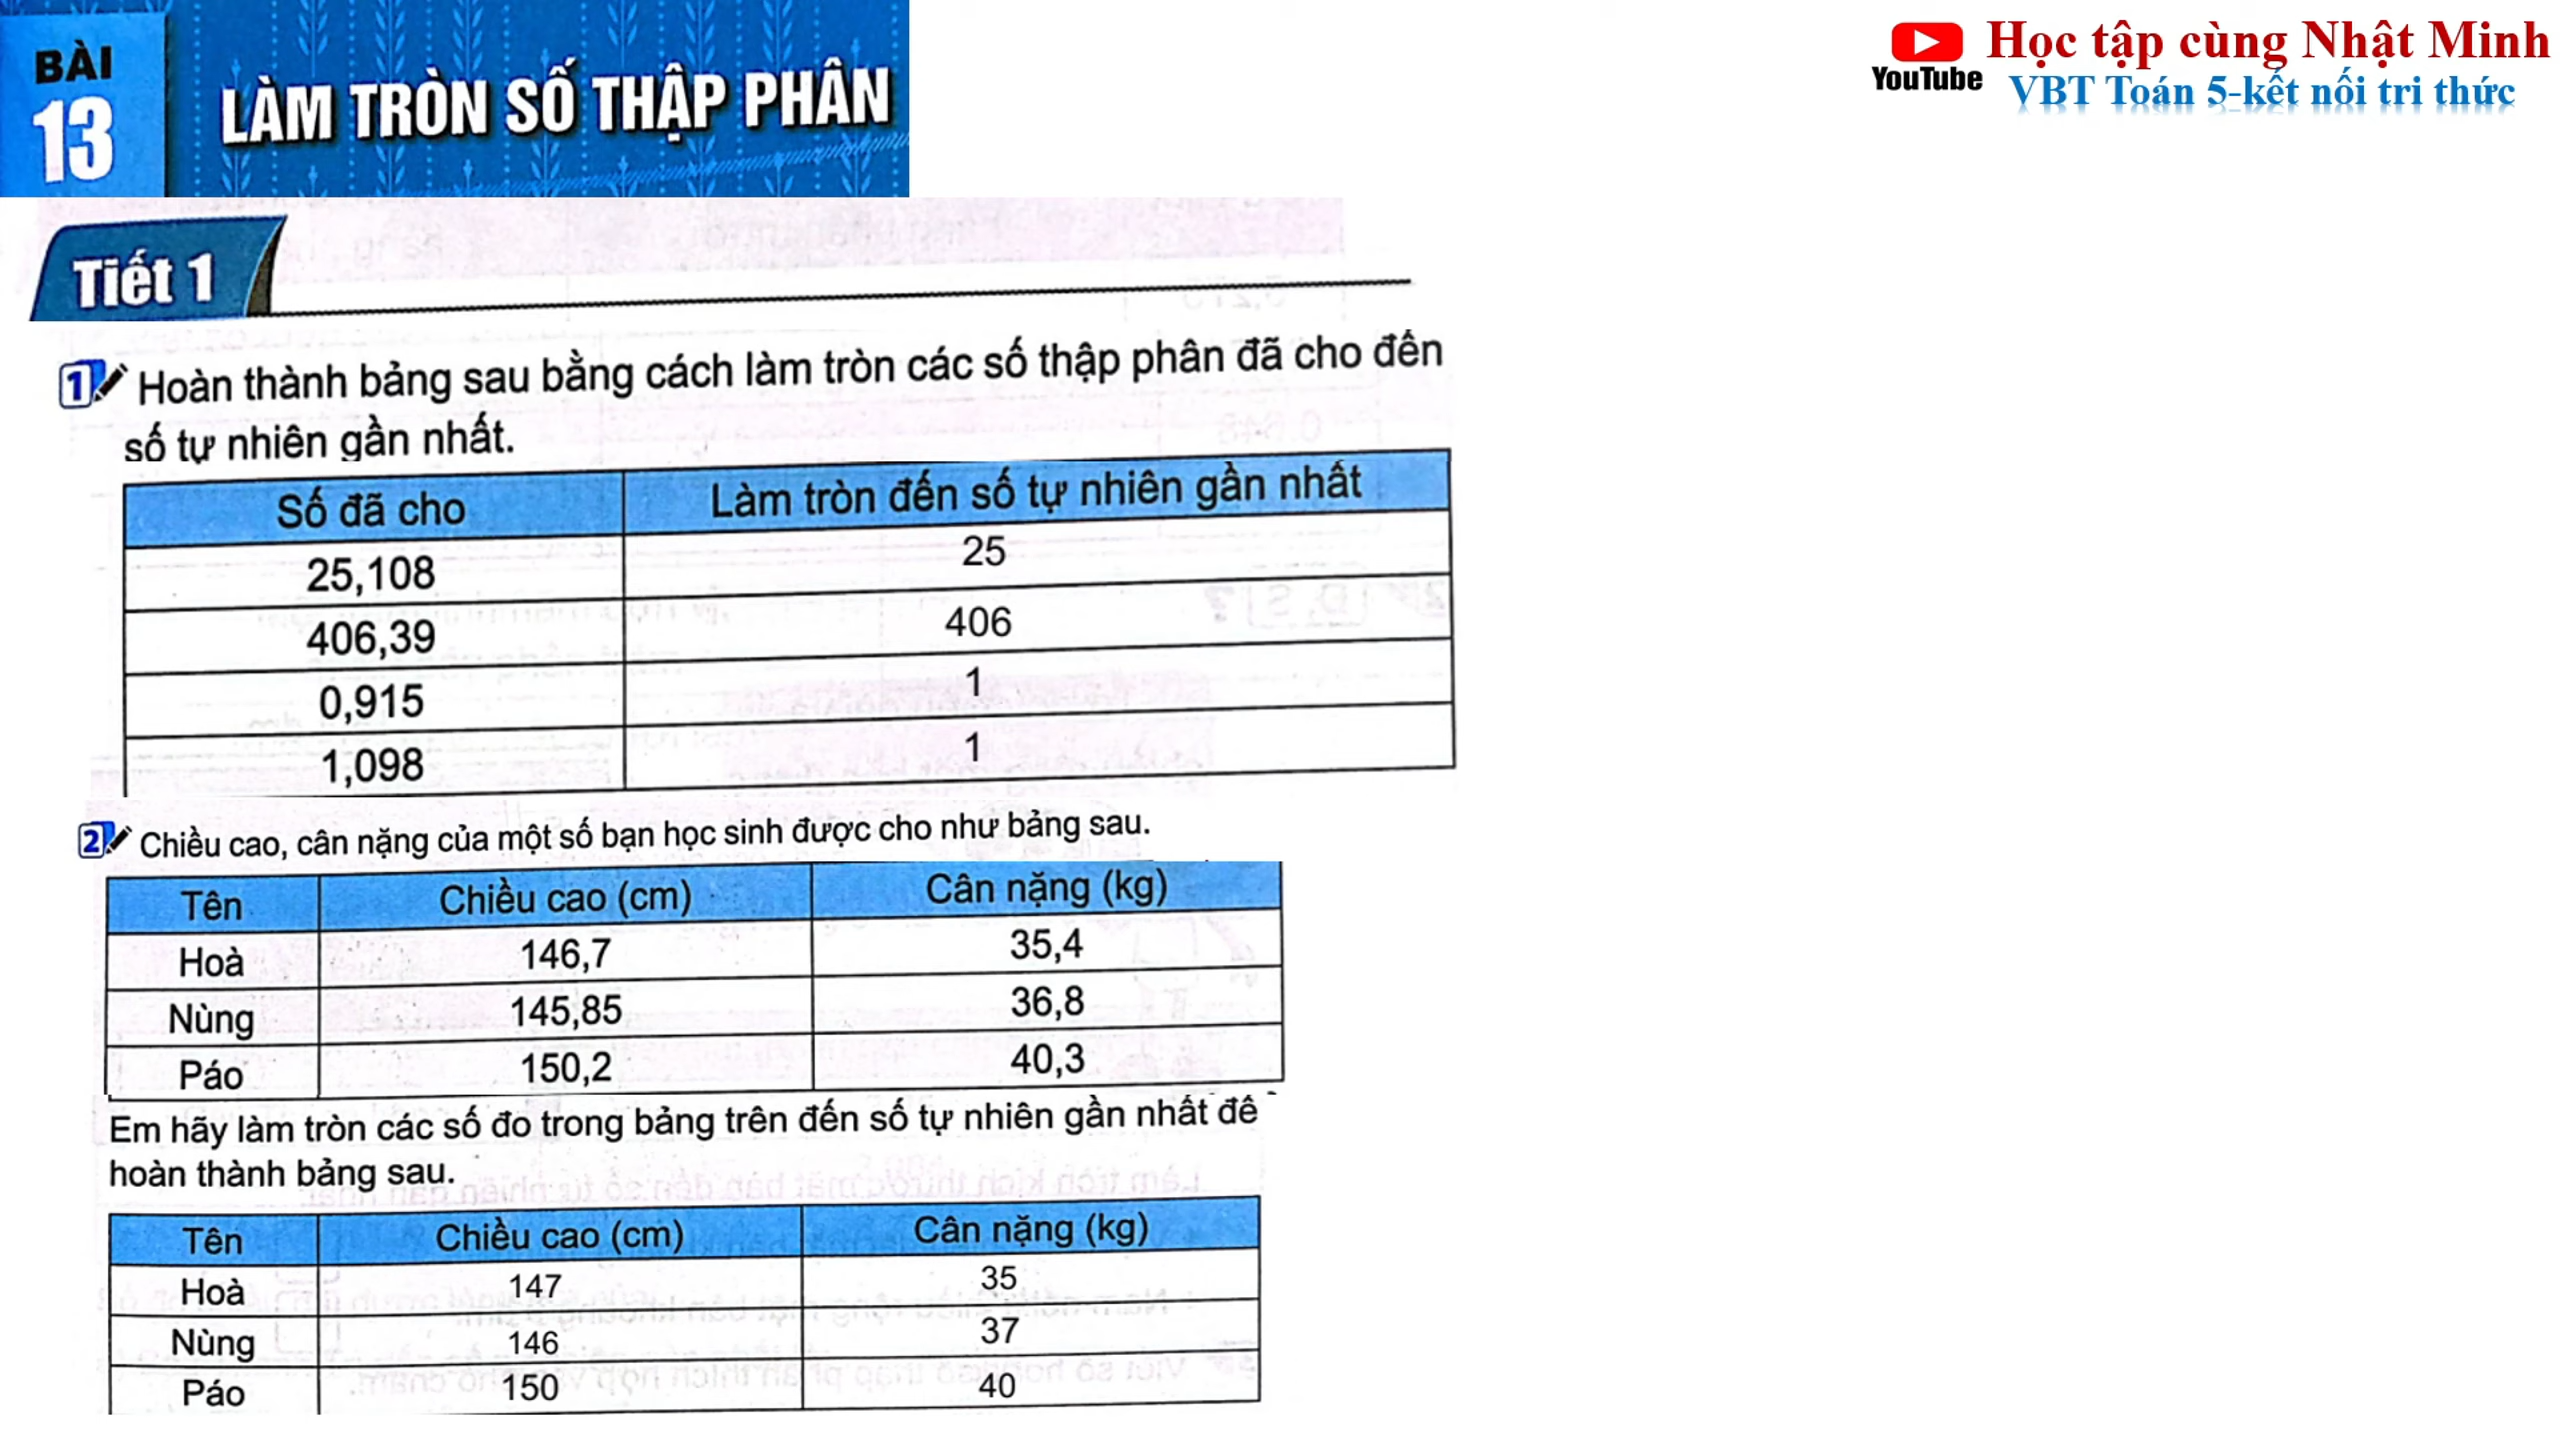 BÀI
13
LÀM TRÒN SỐ THẬP PHÂN
YouTube
Học tập cùng Nhật Minh
VBT Toán 5-kết nối tri thức
Tiết 1
1 Hoàn thành bảng sau bằng cách làm tròn các số thập phân đã cho đến
số tự nhiên gần nhất.
Số đã cho Làm tròn đến số tự nhiên gần nhất
25,108 25
406,39 406
0,915 1
1,098 1
2 Chiều cao, cân nặng của một số bạn học sinh được cho như bảng sau.
Tên Chiều cao (cm) Cân nặng (kg)
Hoà 146,7 35,4
Nùng 145,85 36,8
Páo 150,2 40,3
Em hãy làm tròn các số đo trong bảng trên đến số tự nhiên gần nhất để
hoàn thành bảng sau.
Tên Chiều cao (cm) Cân nặng (kg)
Hoà 147 35
Nùng 146 37
Páo 150 40